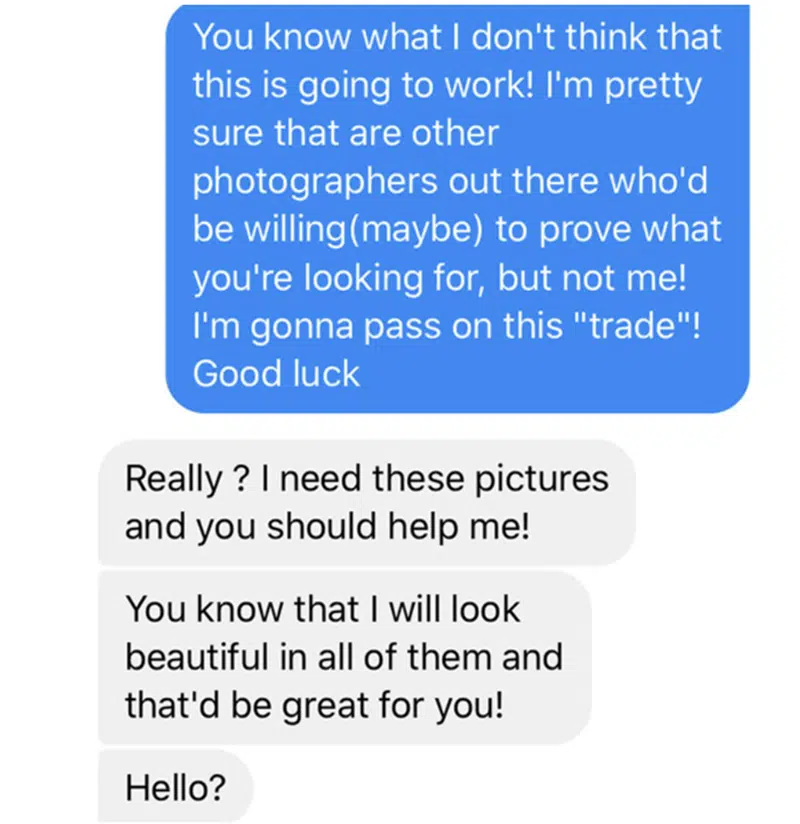 You know what I don't think that
this is going to work! I'm pretty
sure that are other
photographers out there who'd
be willing(maybe) to prove what
you're looking for, but not me!
I'm gonna pass on this "trade"!
Good luck
Really ? I need these pictures
and you should help me!
You know that I will look
beautiful in all of them and
that'd be great for you!
Hello?